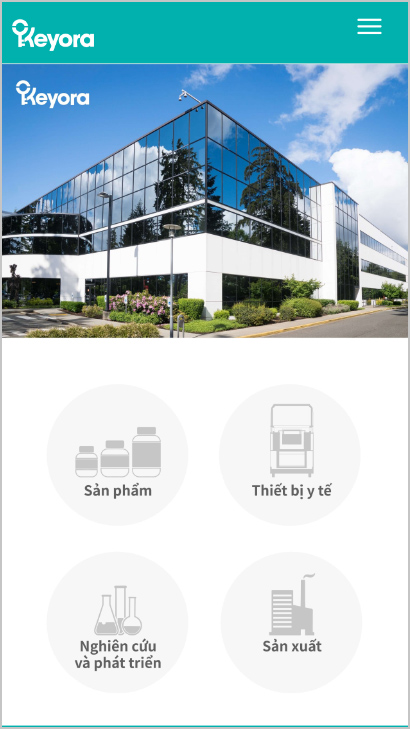 Keyora
Keyora
Sản phẩm
Thiết bị y tế
Nghiên cứu
và phát triển
Sản xuất